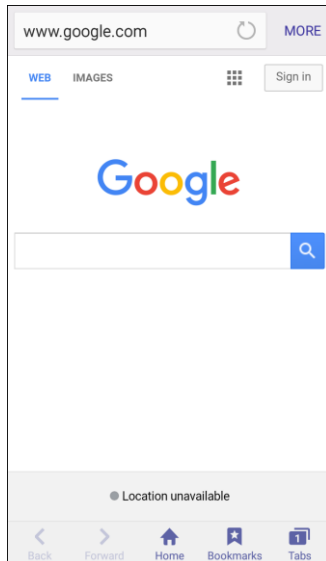 www.google.com MORE
WEB IMAGES Sign in
Google
Location unavailable
Back Forward Home Bookmarks 1 Tabs